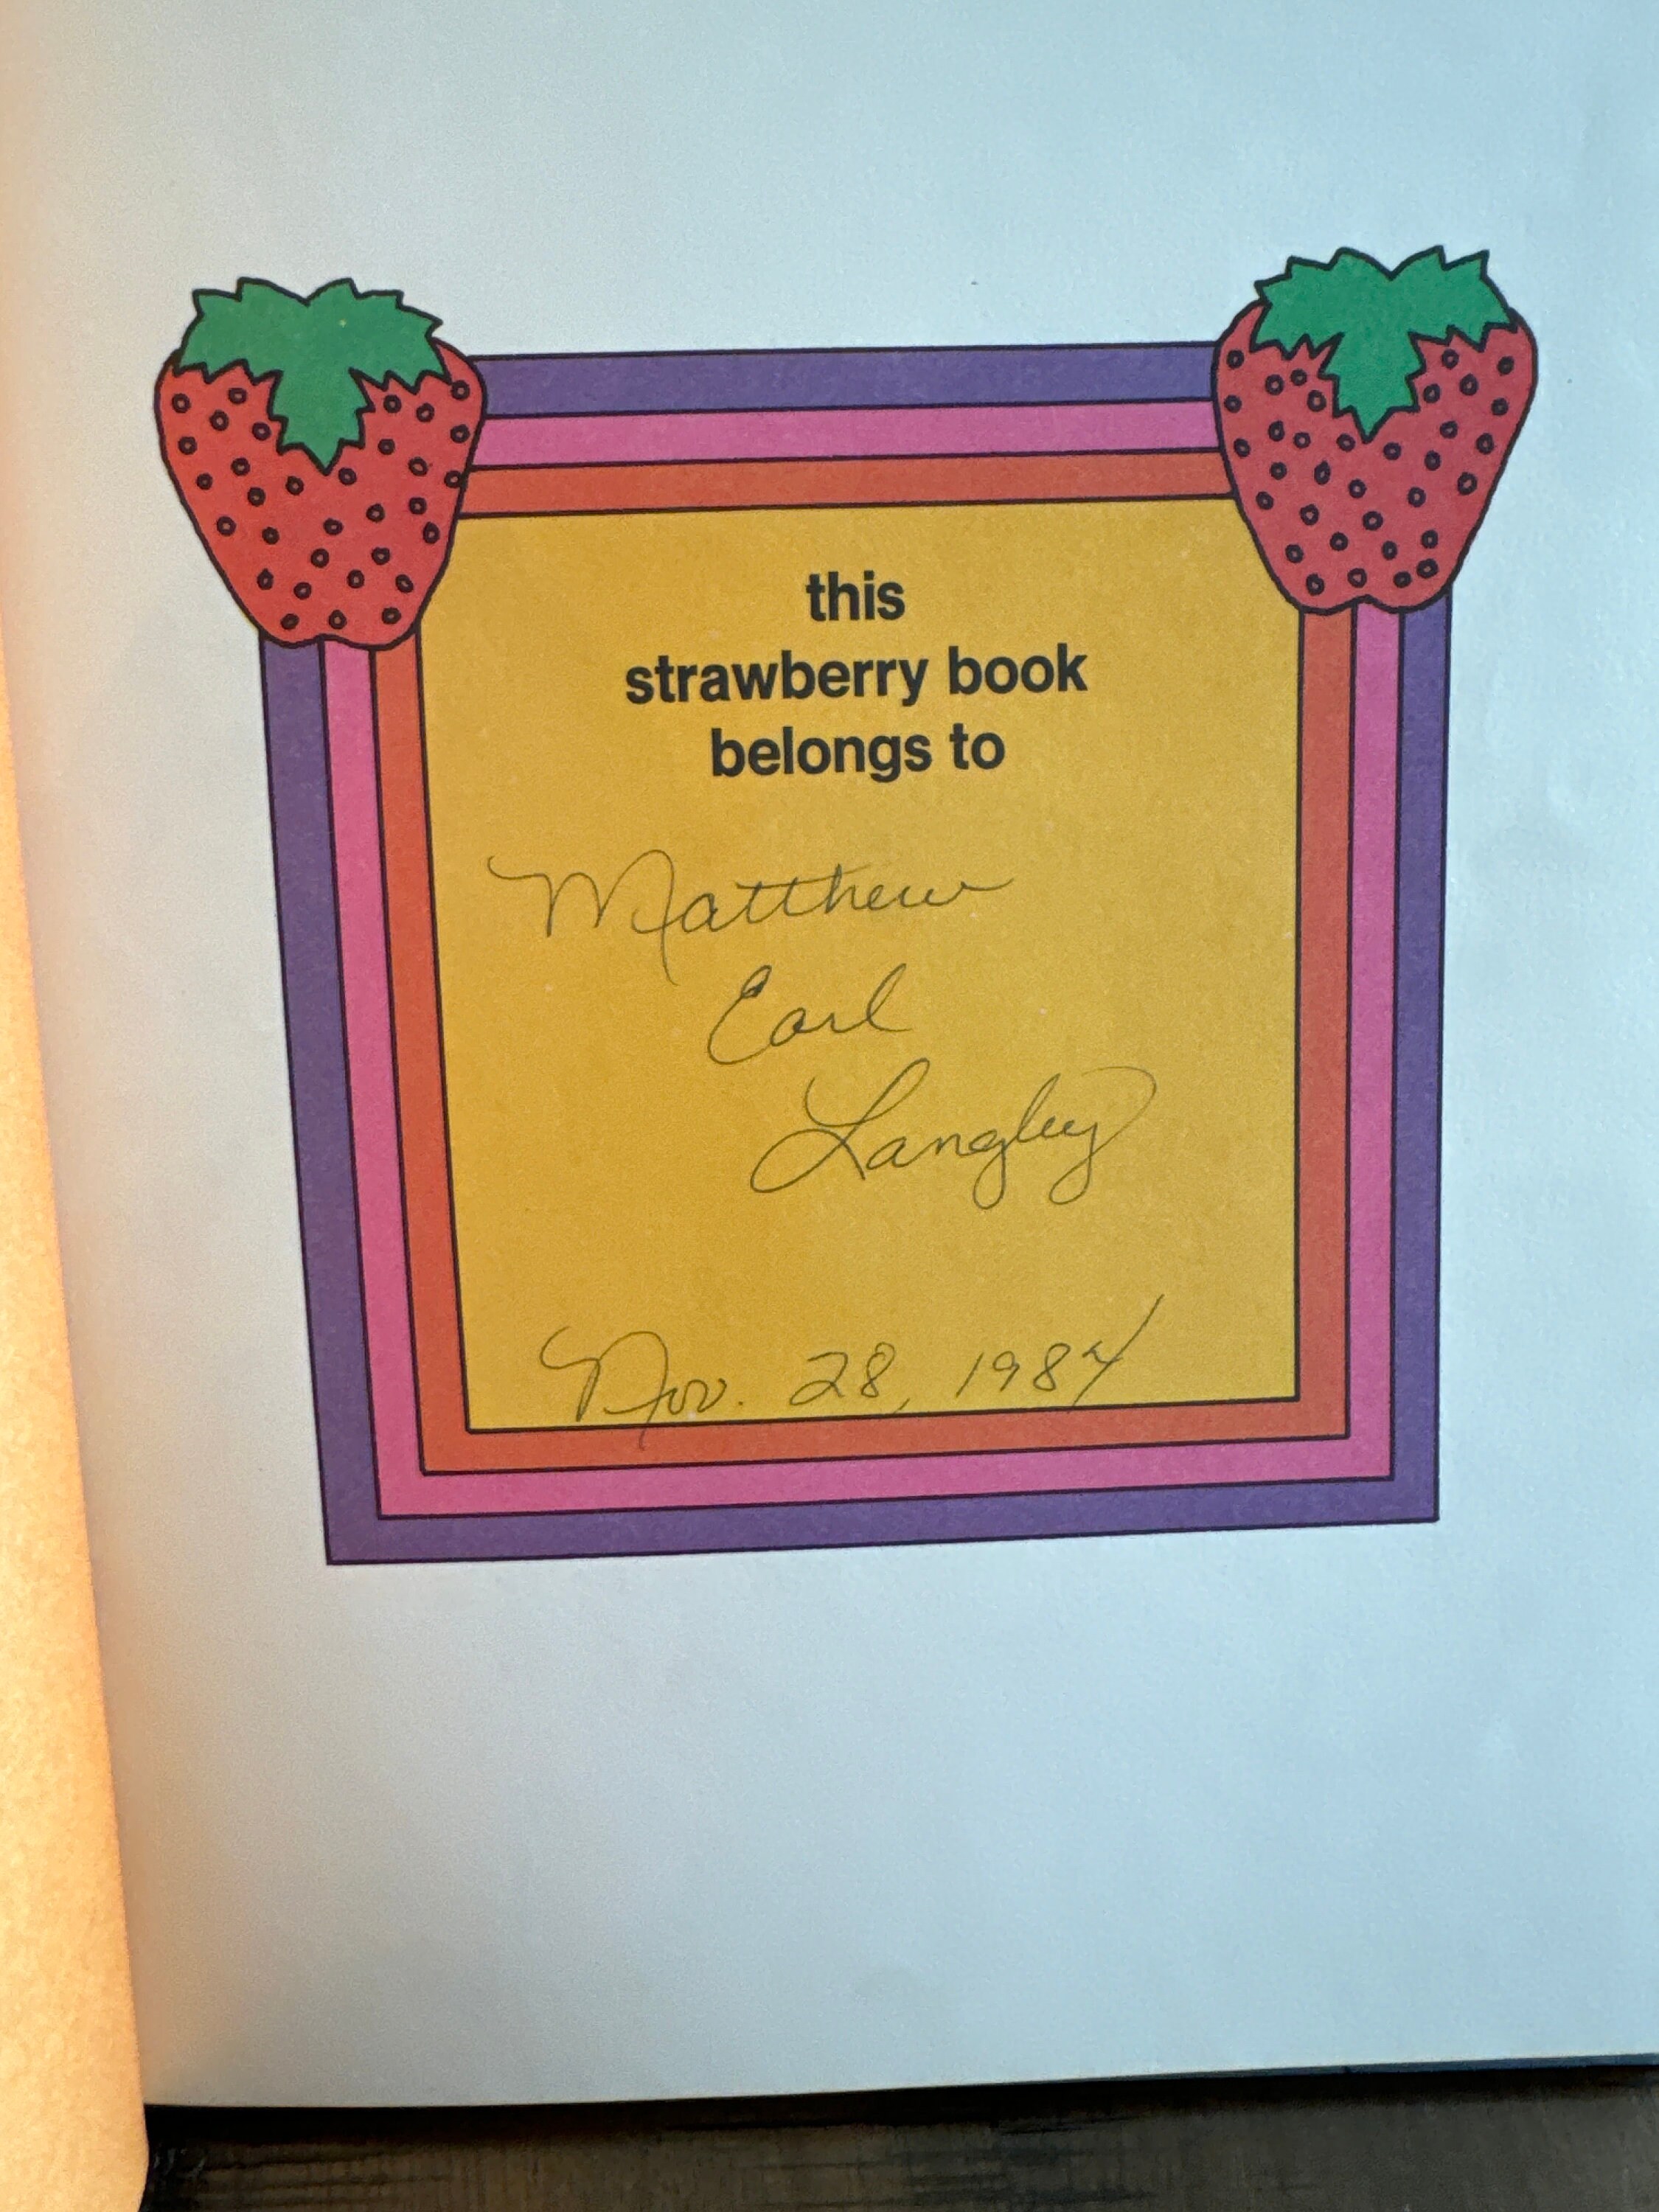 this
strawberry book
belongs to
Matthew
Earl
Langley
Nov. 28, 1984